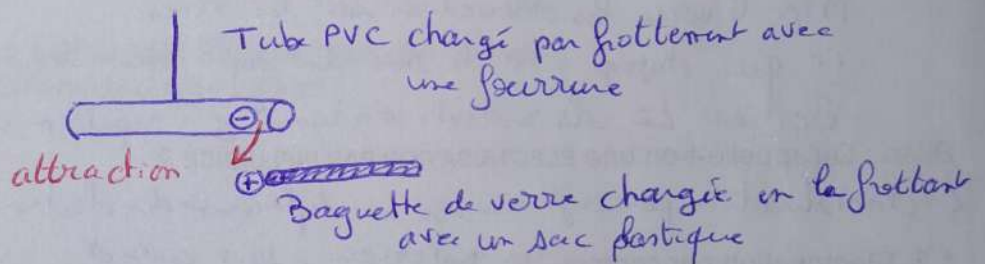 Tube PVC chargé par frottement avec
une fourrure
⊖
attraction
⊕
Baguette de verre chargée en la frottant
avec un sac plastique